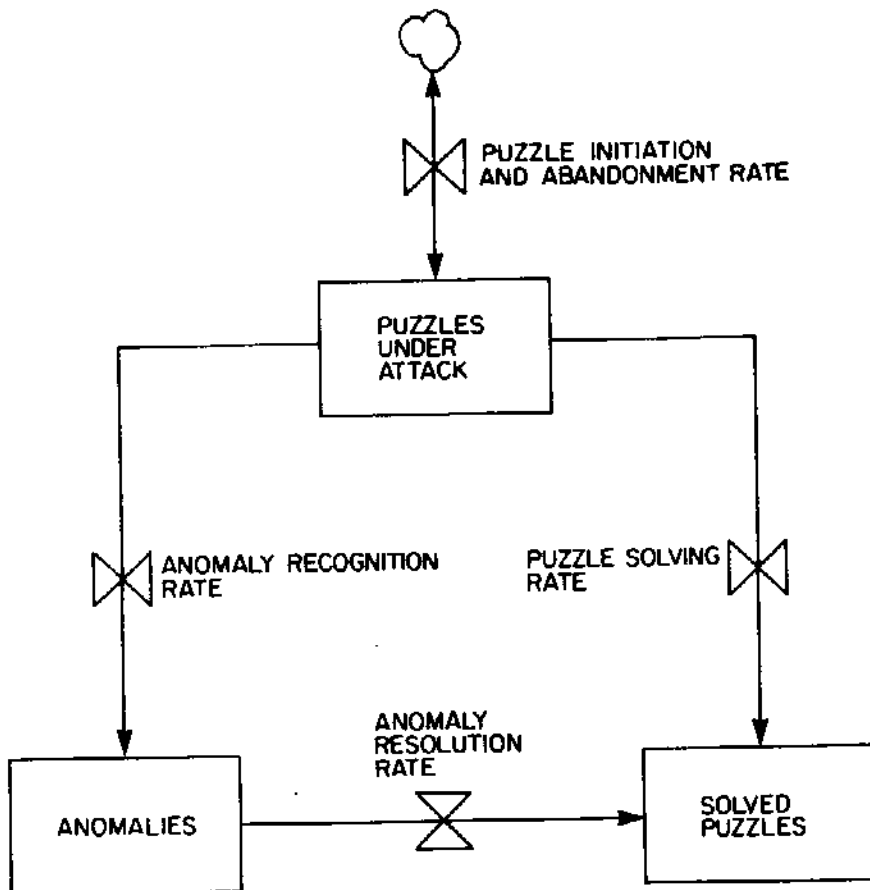 PUZZLE INITIATION
AND ABANDONMENT RATE
PUZZLES
UNDER
ATTACK
ANOMALY RECOGNITION
RATE
PUZZLE SOLVING
RATE
ANOMALY
RESOLUTION
RATE
ANOMALIES
SOLVED
PUZZLES